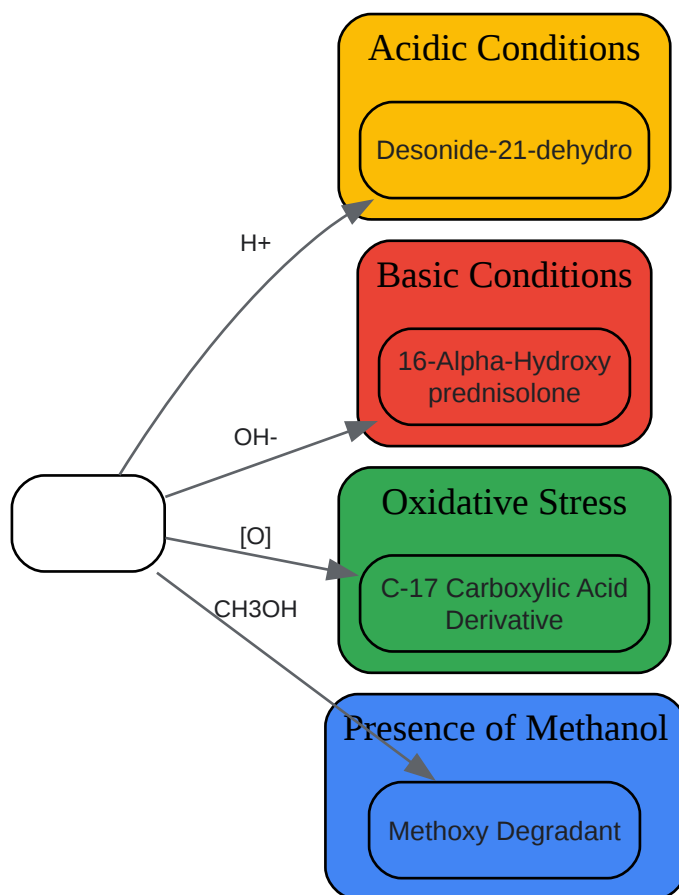 Acidic Conditions
Desonide-21-dehydro
H+
Basic Conditions
16-Alpha-Hydroxy
prednisolone
OH-
Oxidative Stress
[O]
C-17 Carboxylic Acid
Derivative
CH3OH
Presence of Methanol
Methoxy Degradant